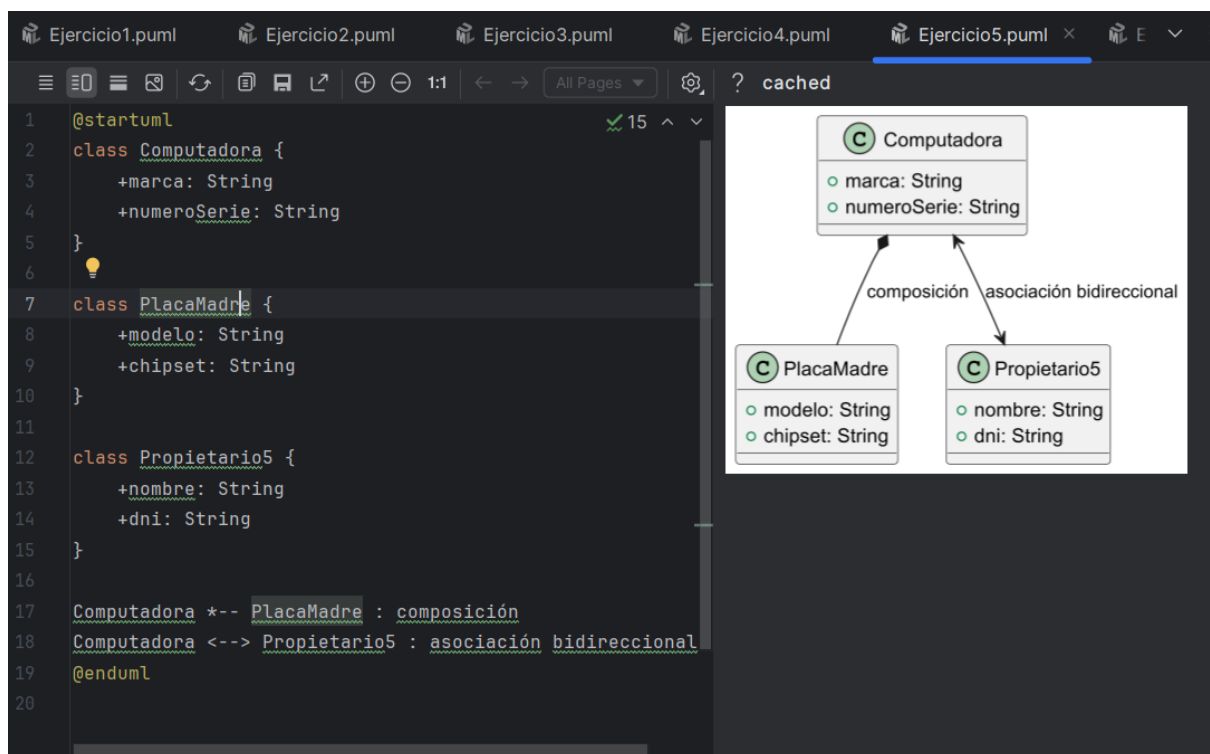 Ejercicio1.puml Ejercicio2.puml Ejercicio3.puml Ejercicio4.puml Ejercicio5.puml × E
1:1 All Pages ? cached
1 @startuml 15
2 class Computadora {
3 +marca: String
4 +numeroSerie: String
5 }
6
7 class PlacaMadre {
8 +modelo: String
9 +chipset: String
10 }
11
12 class Propietario5 {
13 +nombre: String
14 +dni: String
15 }
16
17 Computadora *-- PlacaMadre : composición
18 Computadora <--> Propietario5 : asociación bidireccional
19 @enduml
20
C Computadora
marca: String
numeroSerie: String
composición asociación bidireccional
C PlacaMadre C Propietario5
modelo: String nombre: String
chipset: String dni: String